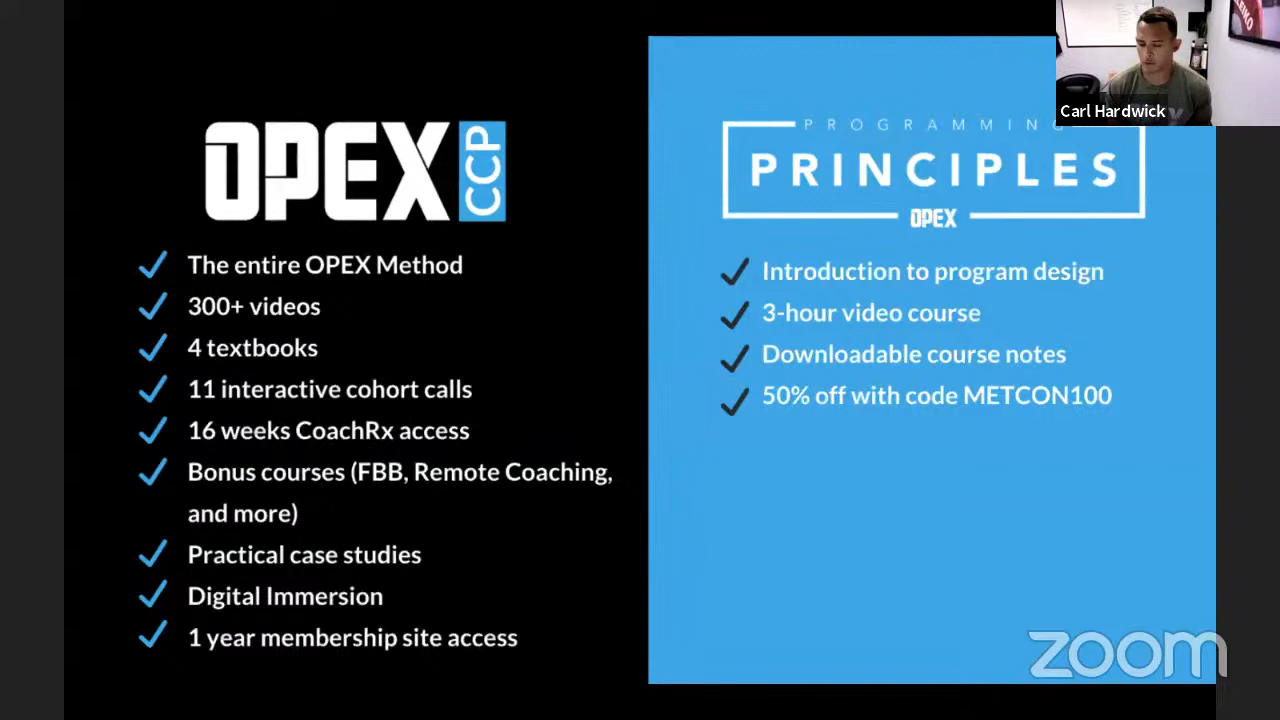 OPEX CCP
The entire OPEX Method
300+ videos
4 textbooks
11 interactive cohort calls
16 weeks CoachRx access
Bonus courses (FBB, Remote Coaching,
and more)
Practical case studies
Digital Immersion
1 year membership site access
PROGRAMMING
PRINCIPLES
OPEX
Introduction to program design
3-hour video course
Downloadable course notes
50% off with code METCON100
Carl Hardwick
zoom